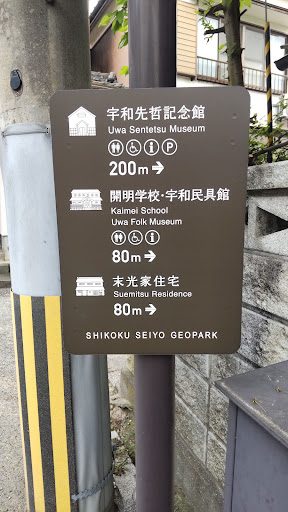 宇和先哲記念館
Uwa Sentetsu Museum
200m→
開明学校・宇和民具館
Kaimei School
Uwa Folk Museum
80m→
末光家住宅
Suemitsu Residence
80m→
SHIKOKU SEIYO GEOPARK